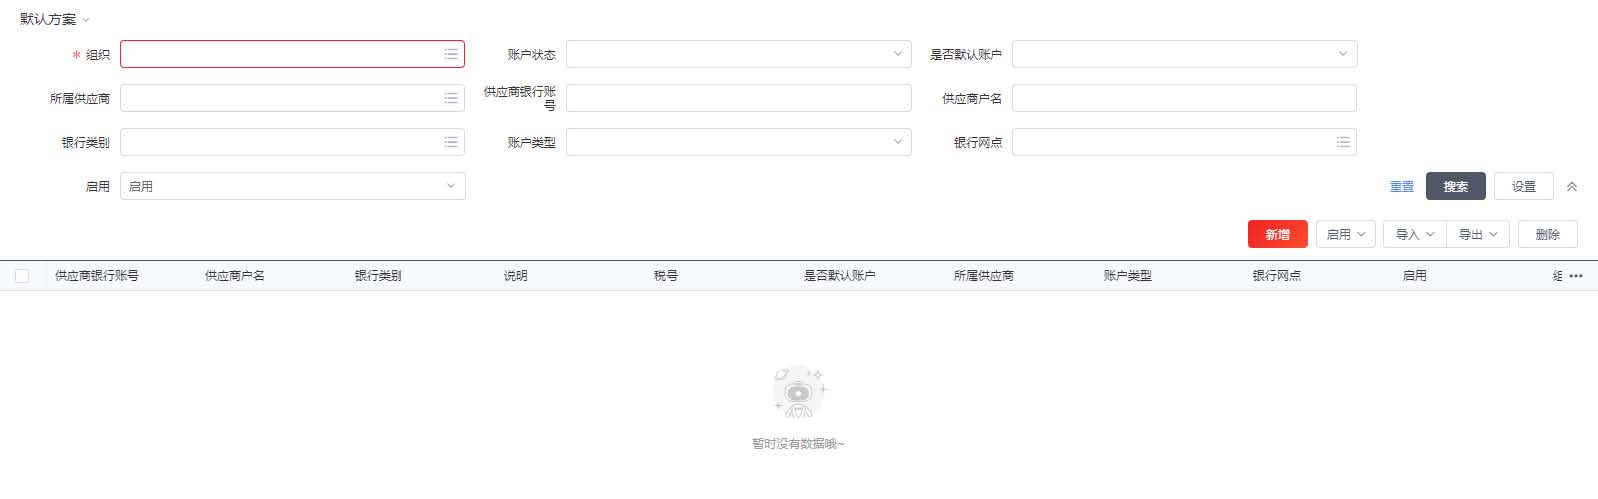 默认方案
* 组织
账户状态
是否默认账户
所属供应商
供应商银行账
号
供应商户名
银行类别
账户类型
银行网点
启用 启用
重置 搜索 设置
新增 启用 导入 导出 删除
供应商银行账号 供应商户名 银行类别 说明 税号 是否默认账户 所属供应商 账户类型 银行网点 启用
暂时没有数据哦~